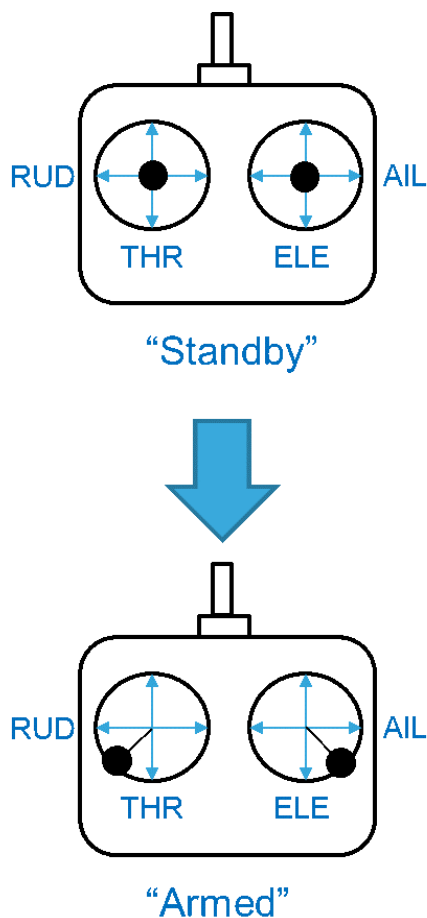 RUD
AIL
THR
ELE
“Standby”
RUD
AIL
THR
ELE
“Armed”